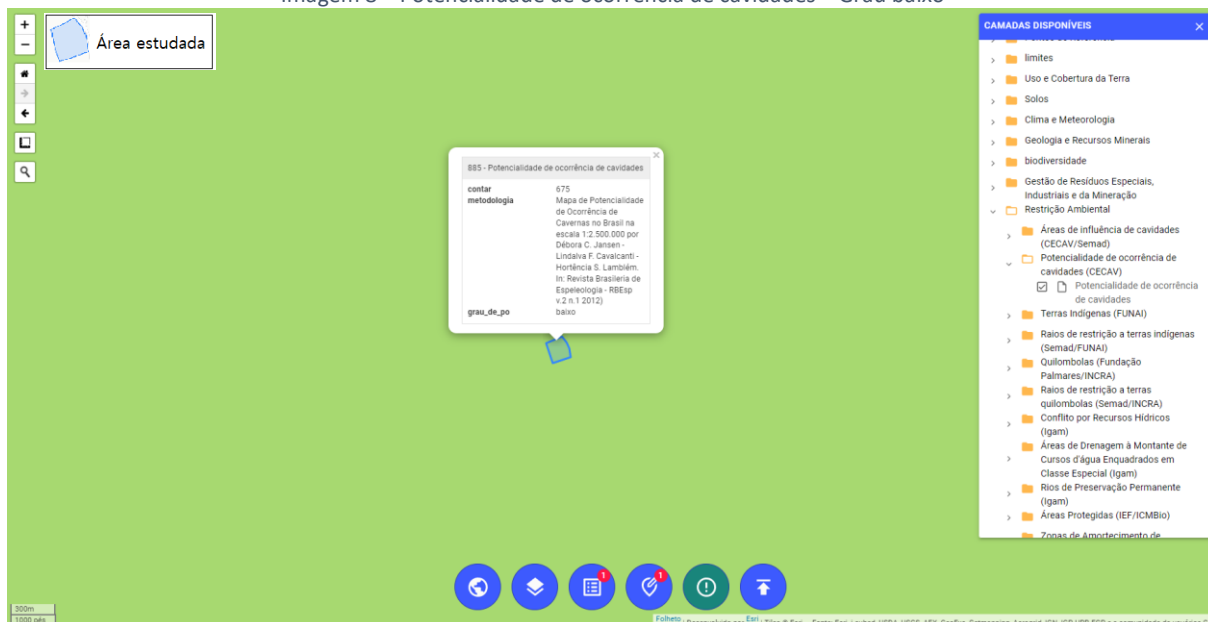 Imagem 8 – Potencialidade de ocorrência de cavidades – Grau baixo
+
−
Área estudada
CAMADAS DISPONÍVEIS ×
limites
Uso e Cobertura da Terra
Solos
Clima e Meteorologia
Geologia e Recursos Minerais
biodiversidade
Gestão de Resíduos Especiais,
Industriais e da Mineração
Restrição Ambiental
Áreas de influência de cavidades
(CECAV/Semad)
Potencialidade de ocorrência de
cavidades (CECAV)
Potencialidade de ocorrência
de cavidades
Terras Indígenas (FUNAI)
Raios de restrição a terras indígenas
(Semad/FUNAI)
Quilombolas (Fundação
Palmares/INCRA)
Raios de restrição a terras
quilombolas (Semad/INCRA)
Conflito por Recursos Hídricos
(Igam)
Áreas de Drenagem à Montante de
Cursos d'água Enquadrados em
Classe Especial (Igam)
Rios de Preservação Permanente
(Igam)
Áreas Protegidas (IEF/ICMBio)
Zonas de Amortecimento de
885 - Potencialidade de ocorrência de cavidades
contar 675
metodologia Mapa de Potencialidade
de Ocorrência de
Cavernas no Brasil na
escala 1:2.500.000 por
Débora C. Jansen -
Lindalva F. Cavalcanti -
Hortência S. Lamblém.
In: Revista Brasileria de
Espeleologia - RBEsp
v.2 n.1 2012)
grau_de_po baixo
1
1
300m
1000 pés
Folheto